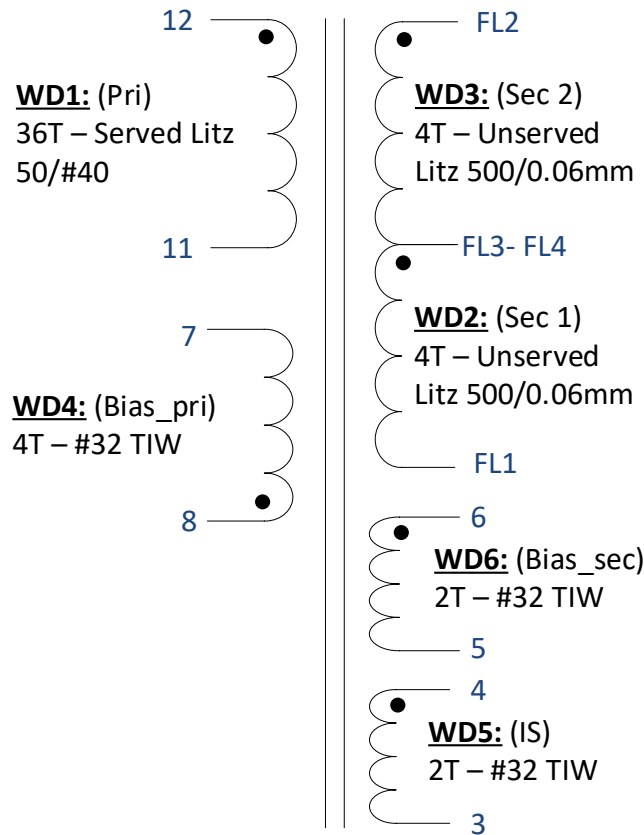 12
WD1: (Pri)
36T – Served Litz
50/#40
11
7
WD4: (Bias_pri)
4T – #32 TIW
8
FL2
WD3: (Sec 2)
4T – Unserved
Litz 500/0.06mm
FL3- FL4
WD2: (Sec 1)
4T – Unserved
Litz 500/0.06mm
FL1
6
WD6: (Bias_sec)
2T – #32 TIW
5
4
WD5: (IS)
2T – #32 TIW
3